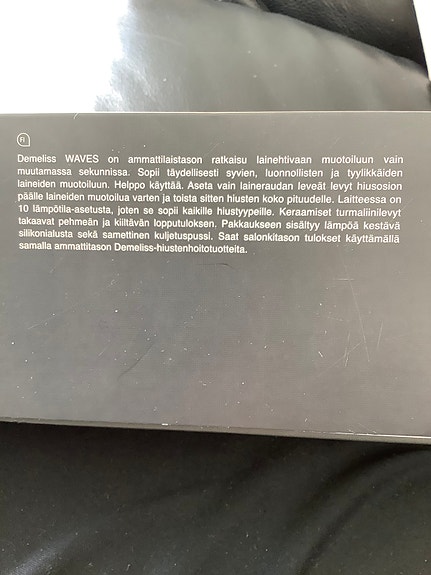 FI
Demeliss WAVES on ammattilaistason ratkaisu lainehtivaan muotoiluun vain
muutamassa sekunnissa. Sopii täydellisesti syvien, luonnollisten ja tyylikkäiden
laineiden muotoiluun. Helppo käyttää. Aseta vain laineraudan leveät levyt hiusosion
päälle laineiden muotoilua varten ja toista sitten hiusten koko pituudelle. Laitteessa on
10 lämpötila-asetusta, joten se sopii kaikille hiustyypeille. Keraamiset turmaliinilevyt
takaavat pehmeän ja kiiltävän lopputuloksen. Pakkaukseen sisältyy lämpöä kestävä
silikonialusta sekä samettinen kuljetuspussi. Saat salonkitason tulokset käyttämällä
samalla ammattitason Demeliss-hiustenhoitotuotteita.